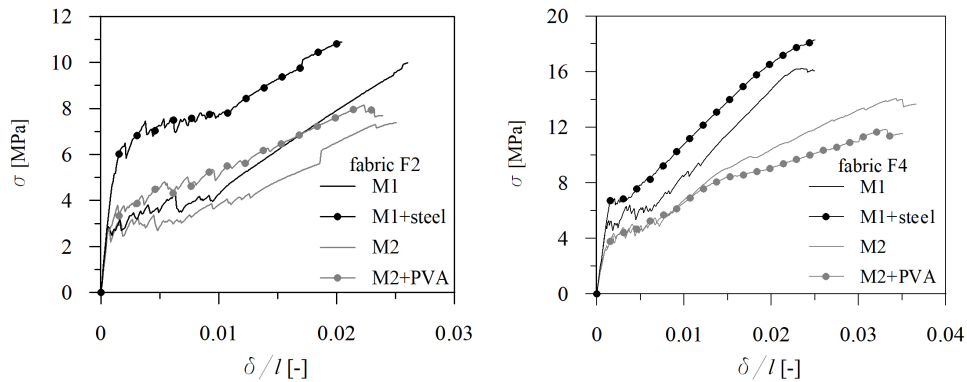 12
10
8
6
4
2
0
σ [MPa]
0
0.01
0.02
0.03
δ/l [-]
fabric F2
M1
M1+steel
M2
M2+PVA
20
16
12
8
4
0
σ [MPa]
0
0.01
0.02
0.03
0.04
δ/l [-]
fabric F4
M1
M1+steel
M2
M2+PVA